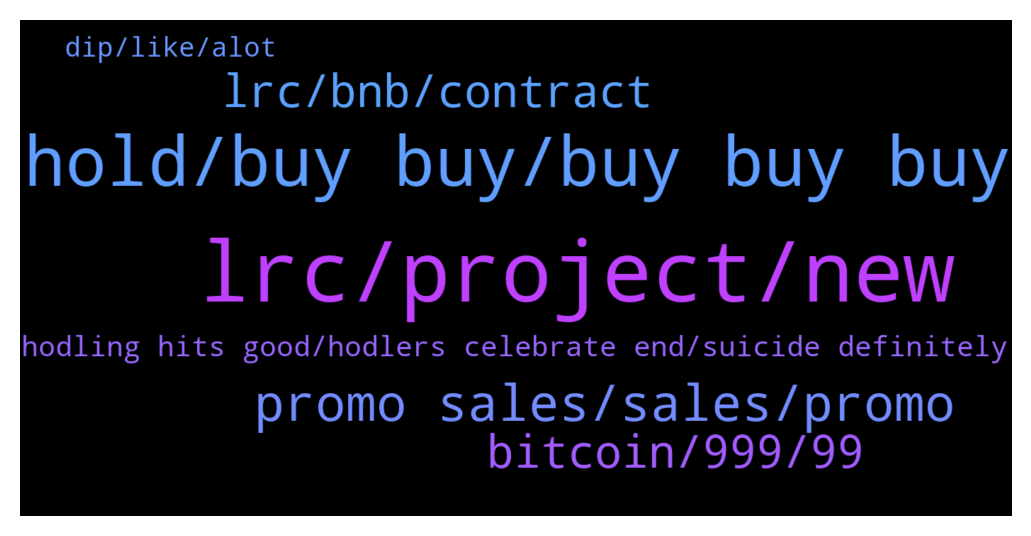 dip/like/alot
lrc/bnb/contract
hold/buy buy/buy buy buy
lrc/project/new
hodling hits good/hodlers celebrate end/suicide definitely
promo sales/sales/promo
bitcoin/999/99